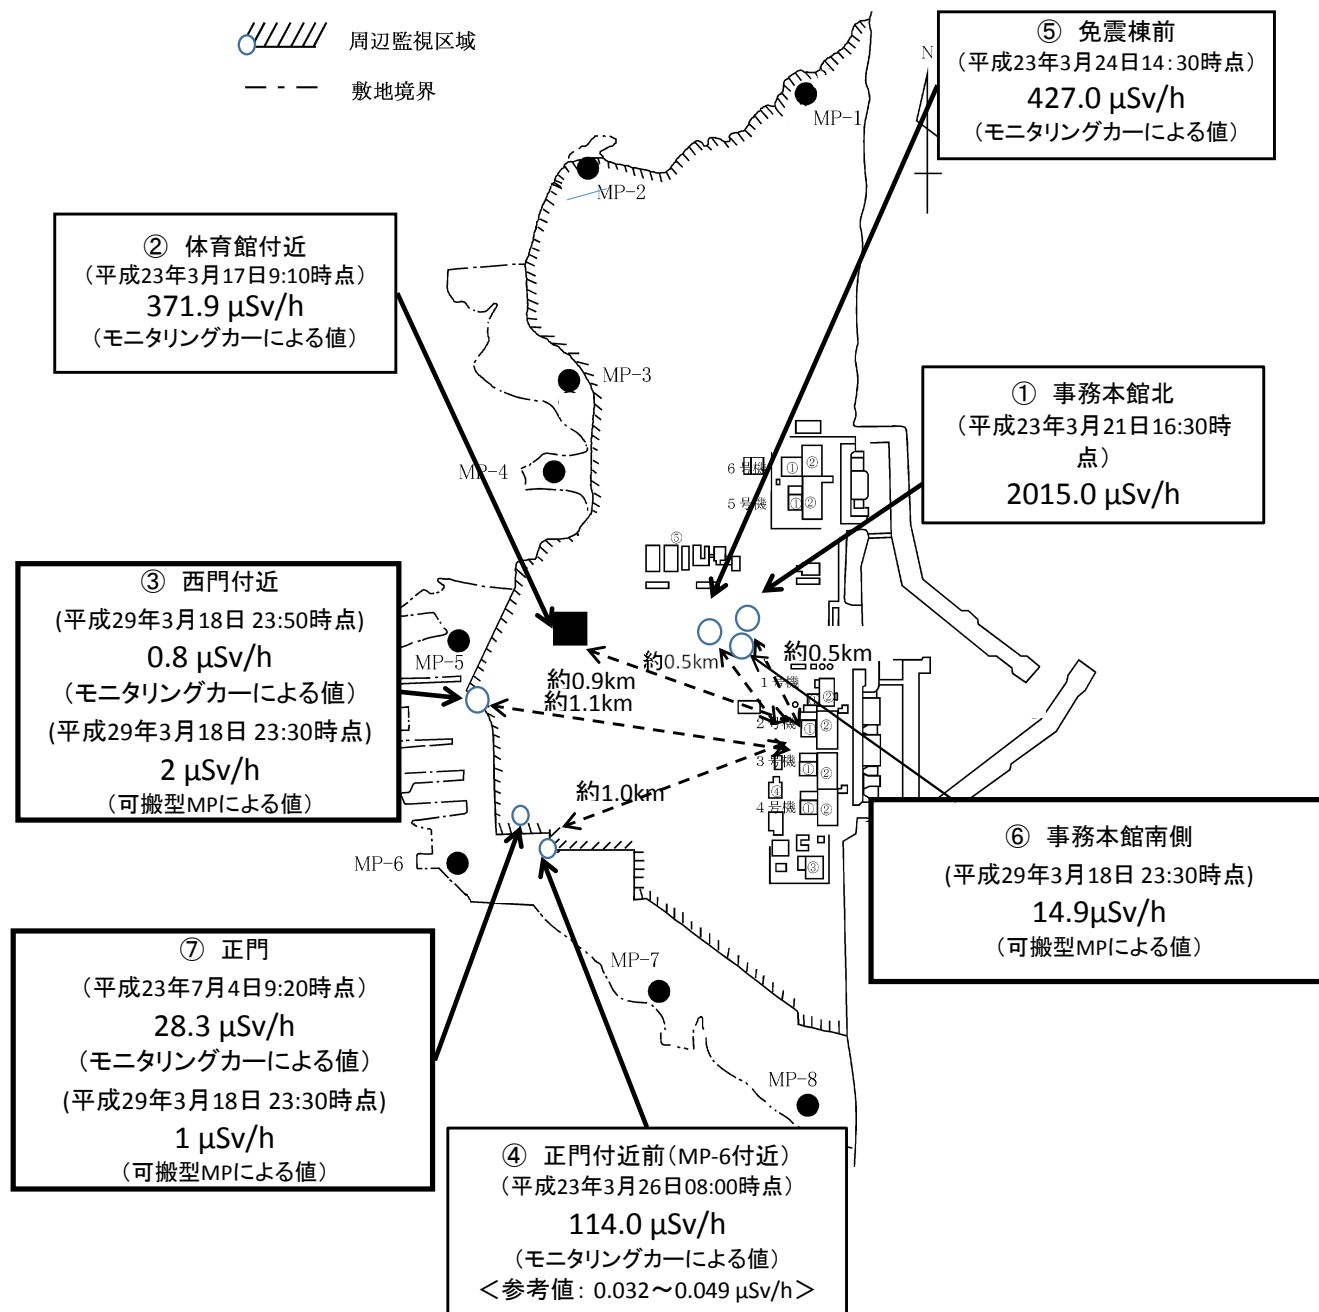 周辺監視区域
敷地境界
⑤ 免震棟前
(平成23年3月24日14:30時点)
427.0 μSv/h
(モニタリングカーによる値)
N
MP-1
MP-2
② 体育館付近
(平成23年3月17日9:10時点)
371.9 μSv/h
(モニタリングカーによる値)
MP-3
① 事務本館北
(平成23年3月21日16:30時
点)
2015.0 μSv/h
MP-4
6号機
① ②
5号機
① ②
⑤
③ 西門付近
(平成29年3月18日 23:50時点)
0.8 μSv/h
(モニタリングカーによる値)
(平成29年3月18日 23:30時点)
2 μSv/h
(可搬型MPによる値)
MP-5
約0.9km
約1.1km
約0.5km
約0.5km
約1.0km
1号機
②
2号機
① ②
3号機
① ②
④
4号機
① ②
③
MP-6
⑥ 事務本館南側
(平成29年3月18日 23:30時点)
14.9μSv/h
(可搬型MPによる値)
⑦ 正門
(平成23年7月4日9:20時点)
28.3 μSv/h
(モニタリングカーによる値)
(平成29年3月18日 23:30時点)
1 μSv/h
(可搬型MPによる値)
MP-7
MP-8
④ 正門付近前(MP-6付近)
(平成23年3月26日08:00時点)
114.0 μSv/h
(モニタリングカーによる値)
<参考値: 0.032~0.049 μSv/h>